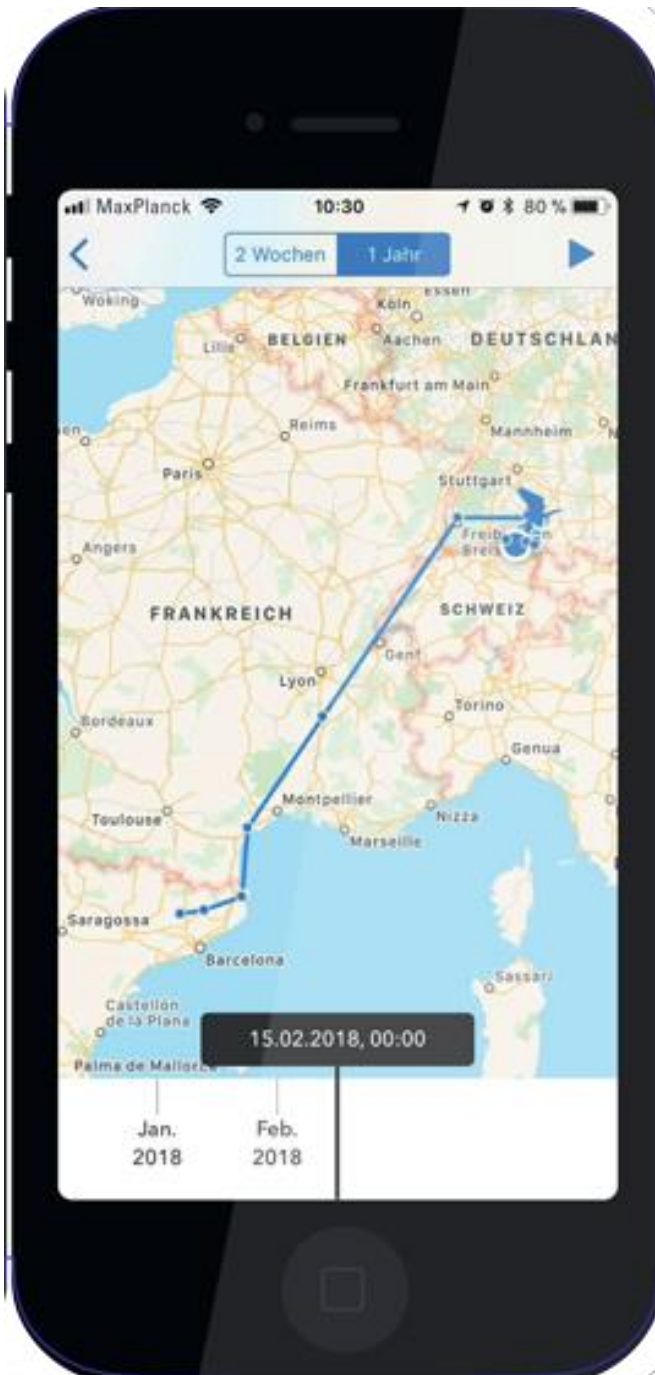 MaxPlanck 10:30 80 %
2 Wochen 1 Jahr
Woking
Essen
Köln
Lille
BELGIEN
Aachen
DEUTSCHLAN
Frankfurt am Main
Reims
Mannheim
Paris
Stuttgart
Angers
SCHWEIZ
FRANKREICH
Genf
Lyon
Torino
Bordeaux
Genua
Montpellier
Toulouse
Nizza
Marseille
Saragossa
Barcelona
Sassari
Castellón
de la Plana
15.02.2018, 00:00
Palma de Mallorca
Jan.
2018
Feb.
2018